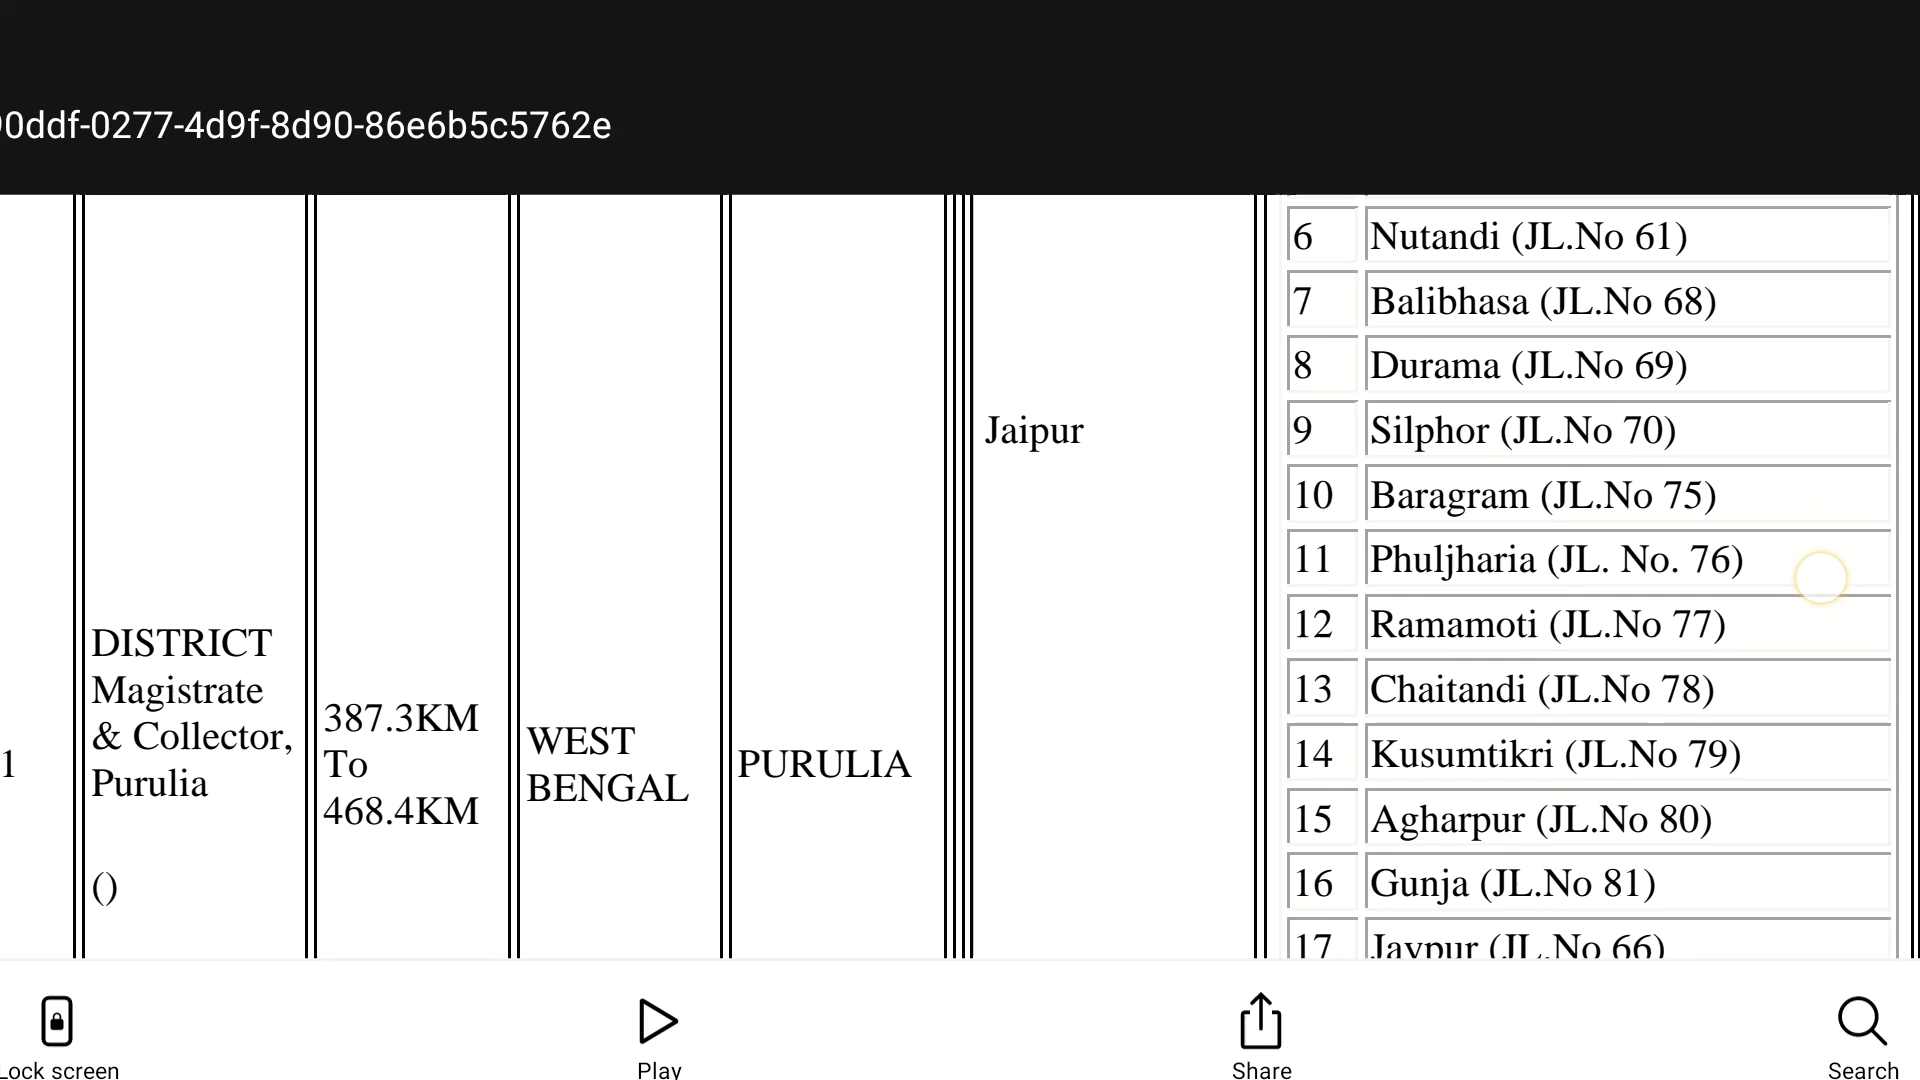 0ddf-0277-4d9f-8d90-86e6b5c5762e
1
DISTRICT
Magistrate
& Collector,
Purulia
()
387.3KM
To
468.4KM
WEST
BENGAL
PURULIA
Jaipur
6 Nutandi (JL.No 61)
7 Balibhasa (JL.No 68)
8 Durama (JL.No 69)
9 Silphor (JL.No 70)
10 Baragram (JL.No 75)
11 Phuljharia (JL. No. 76)
12 Ramamoti (JL.No 77)
13 Chaitandi (JL.No 78)
14 Kusumtikri (JL.No 79)
15 Agharpur (JL.No 80)
16 Gunja (JL.No 81)
17 Jaypur (JL.No 66)
Lock screen
Play
Share
Search